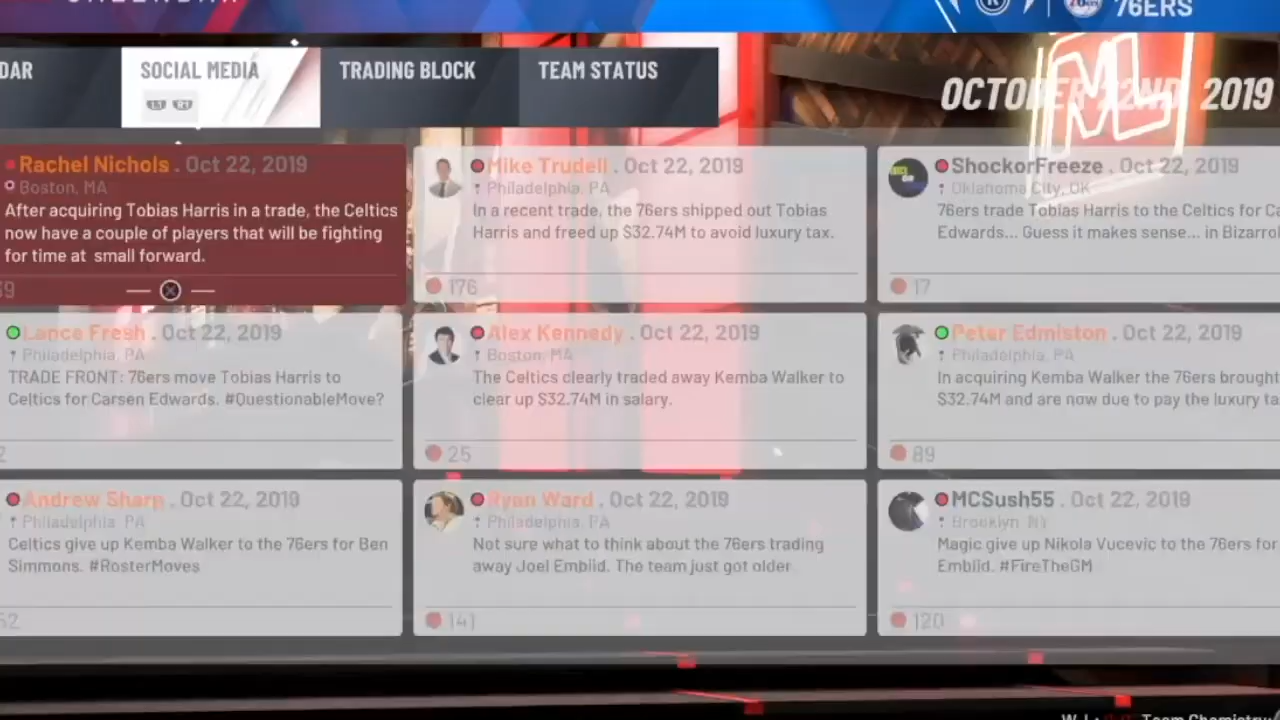 CALENDAR
76ERS
DAR
SOCIAL MEDIA
L1 R1
TRADING BLOCK
TEAM STATUS
OCTOBER 22ND, 2019
Rachel Nichols . Oct 22, 2019
Boston, MA
After acquiring Tobias Harris in a trade, the Celtics
now have a couple of players that will be fighting
for time at small forward.
Mike Trudell . Oct 22, 2019
Philadelphia, PA
In a recent trade, the 76ers shipped out Tobias
Harris and freed up $32.74M to avoid luxury tax.
176
ShockorFreeze . Oct 22, 2019
Oklahoma City, OK
76ers trade Tobias Harris to the Celtics for Ca
Edwards... Guess it makes sense... in Bizarro
17
Lance Fresh . Oct 22, 2019
Philadelphia, PA
TRADE FRONT: 76ers move Tobias Harris to
Celtics for Carsen Edwards. #QuestionableMove?
2
Alex Kennedy . Oct 22, 2019
Boston, MA
The Celtics clearly traded away Kemba Walker to
clear up $32.74M in salary.
25
Peter Edmiston . Oct 22, 2019
Philadelphia, PA
In acquiring Kemba Walker the 76ers brought
$32.74M and are now due to pay the luxury ta
89
Andrew Sharp . Oct 22, 2019
Philadelphia, PA
Celtics give up Kemba Walker to the 76ers for Ben
Simmons. #RosterMoves
52
Ryan Ward . Oct 22, 2019
Philadelphia, PA
Not sure what to think about the 76ers trading
away Joel Embiid. The team just got older
141
MCSush55 . Oct 22, 2019
Brooklyn, NY
Magic give up Nikola Vucevic to the 76ers for
Embiid. #FireTheGM
120
Team Chemistry